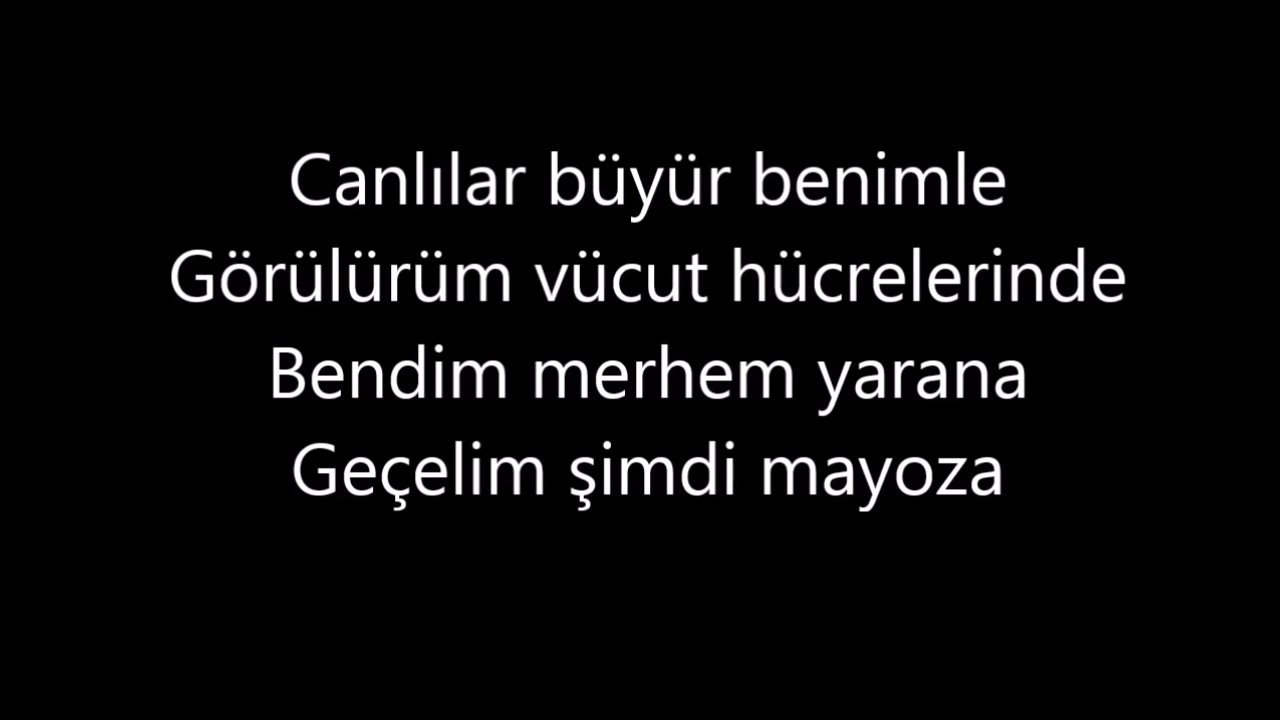 Canlılar büyür benimle
Görülürüm vücut hücrelerinde
Bendim merhem yarana
Geçelim şimdi mayoza